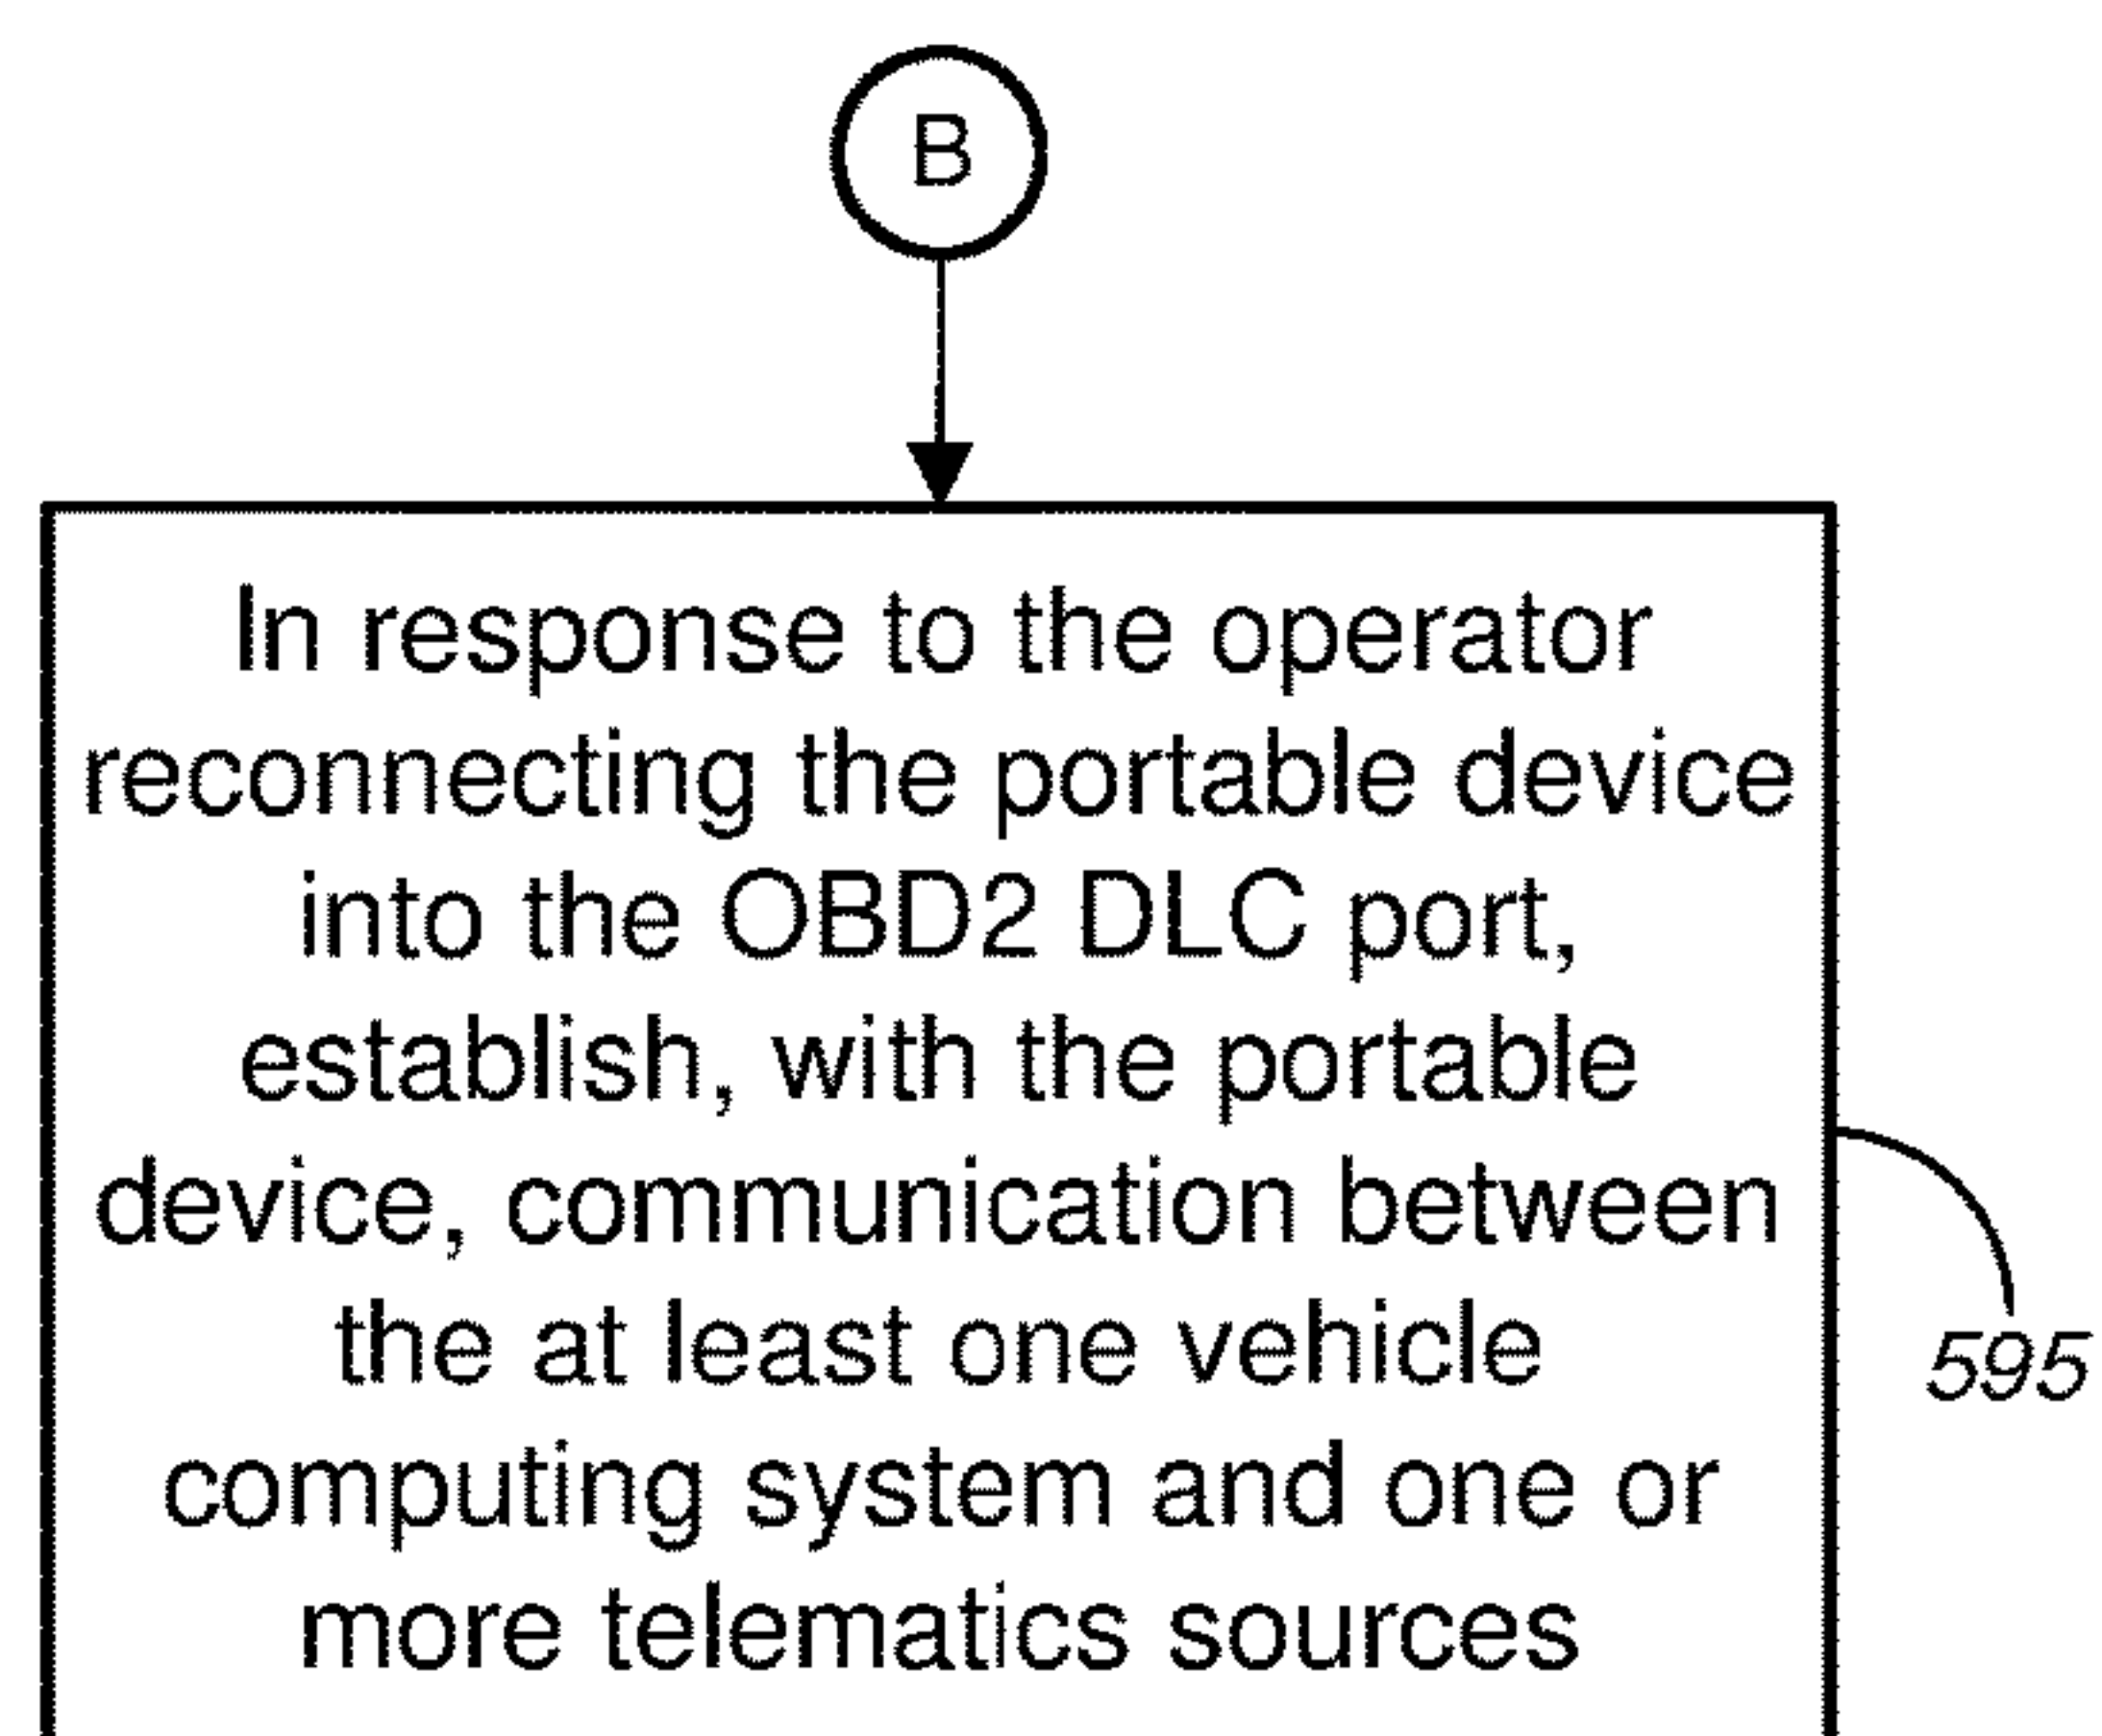 B
In response to the operator
reconnecting the portable device
into the OBD2 DLC port,
establish, with the portable
device, communication between
the at least one vehicle
computing system and one or
more telematics sources
595